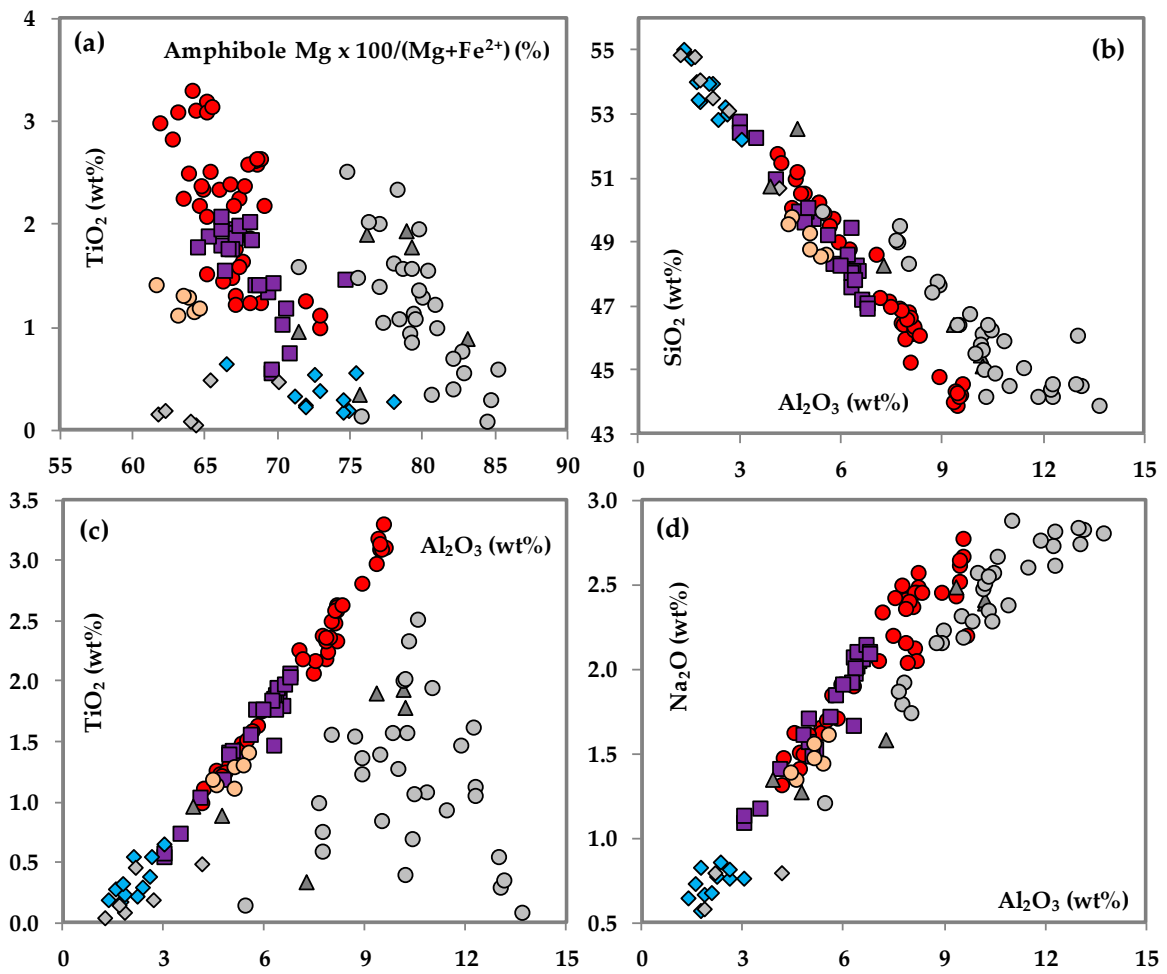 (a) Amphibole Mg x 100/(Mg+Fe²⁺) (%)
TiO₂ (wt%)
4
3
2
1
0
55 60 65 70 75 80 85 90
(b)
SiO₂ (wt%)
Al₂O₃ (wt%)
55
53
51
49
47
45
43
0 3 6 9 12 15
(c)
Al₂O₃ (wt%)
TiO₂ (wt%)
3.5
3.0
2.5
2.0
1.5
1.0
0.5
0.0
0 3 6 9 12 15
(d)
Na₂O (wt%)
Al₂O₃ (wt%)
3.0
2.5
2.0
1.5
1.0
0.5
0 3 6 9 12 15